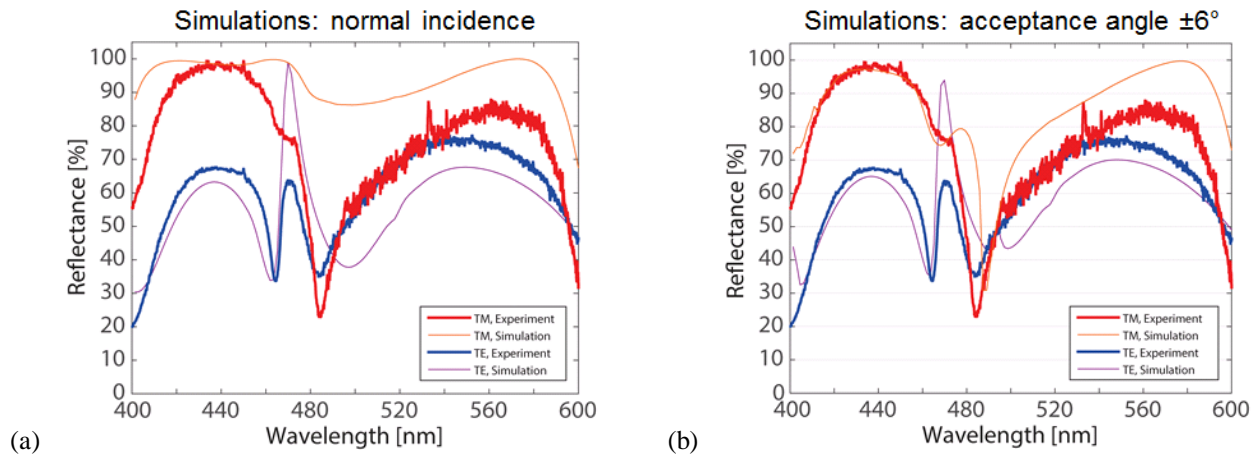 Simulations: normal incidence
Reflectance [%]
100
90
80
70
60
50
40
30
20
10
0
400 440 480 520 560 600
Wavelength [nm]
TM, Experiment
TM, Simulation
TE, Experiment
TE, Simulation
(a)
Simulations: acceptance angle ±6°
Reflectance [%]
100
90
80
70
60
50
40
30
20
10
0
400 440 480 520 560 600
Wavelength [nm]
TM, Experiment
TM, Simulation
TE, Experiment
TE, Simulation
(b)